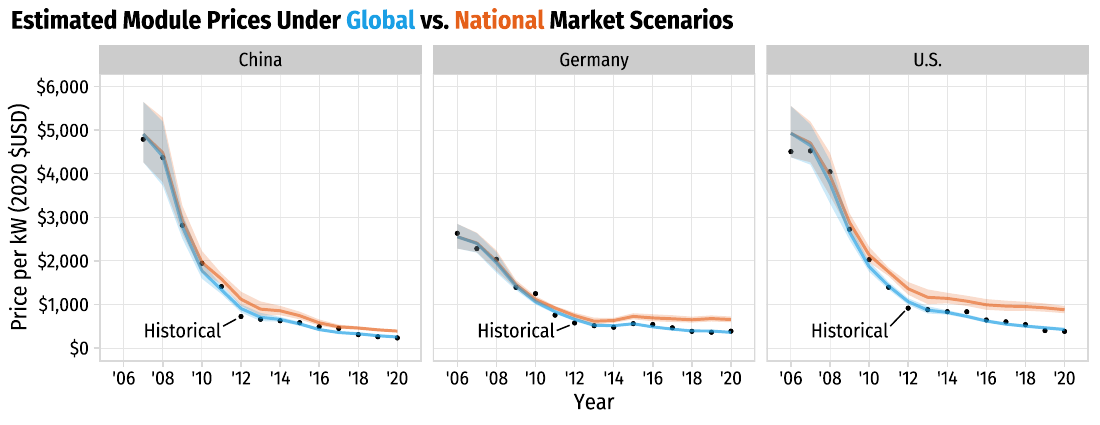 Estimated Module Prices Under Global vs. National Market Scenarios
China Germany U.S.
Price per kW (2020 $USD)
$6,000
$5,000
$4,000
$3,000
$2,000
$1,000
$0
Historical Historical Historical
'06 '08 '10 '12 '14 '16 '18 '20 '06 '08 '10 '12 '14 '16 '18 '20 '06 '08 '10 '12 '14 '16 '18 '20
Year